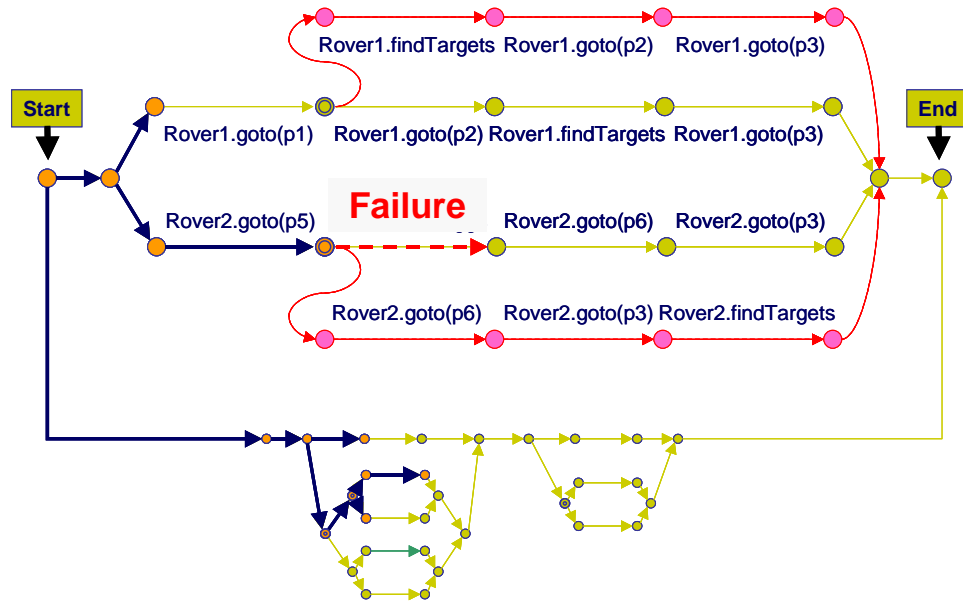 Rover1.findTargets Rover1.goto(p2) Rover1.goto(p3)
Start
End
Rover1.goto(p1) Rover1.goto(p2) Rover1.findTargets Rover1.goto(p3)
Rover2.goto(p5) Failure Rover2.goto(p6) Rover2.goto(p3)
Rover2.goto(p6) Rover2.goto(p3) Rover2.findTargets